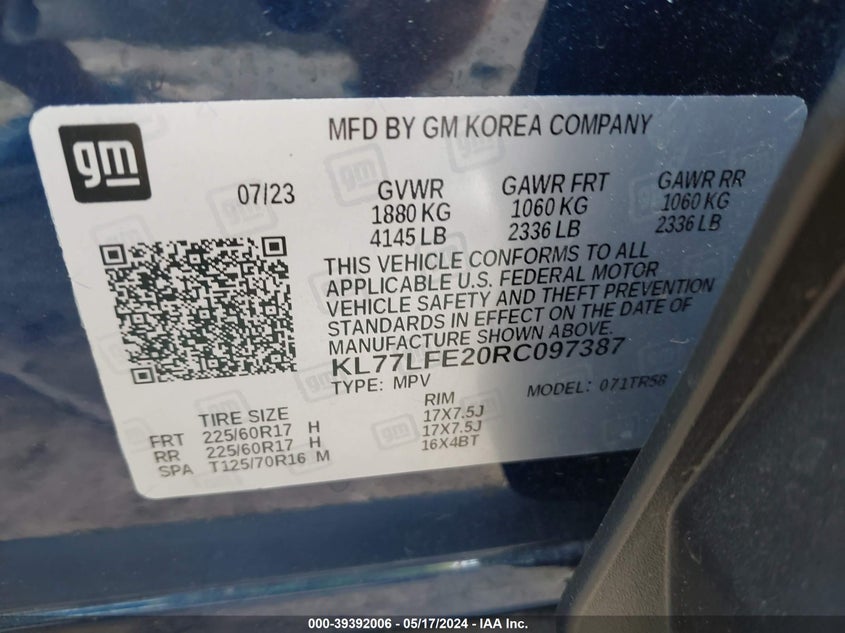 gm
MFD BY GM KOREA COMPANY
07/23
GVWR GAWR FRT GAWR RR
1880 KG 1060 KG 1060 KG
4145 LB 2336 LB 2336 LB
THIS VEHICLE CONFORMS TO ALL
APPLICABLE U.S. FEDERAL MOTOR
VEHICLE SAFETY AND THEFT PREVENTION
STANDARDS IN EFFECT ON THE DATE OF
MANUFACTURE SHOWN ABOVE.
KL77LFE20RC097387
TYPE: MPV MODEL: 071TR56
TIRE SIZE RIM
FRT 225/60R17 H 17X7.5J
RR 225/60R17 H 17X7.5J
SPA T125/70R16 M 16X4BT
000-39392006 - 05/17/2024 - IAA Inc.